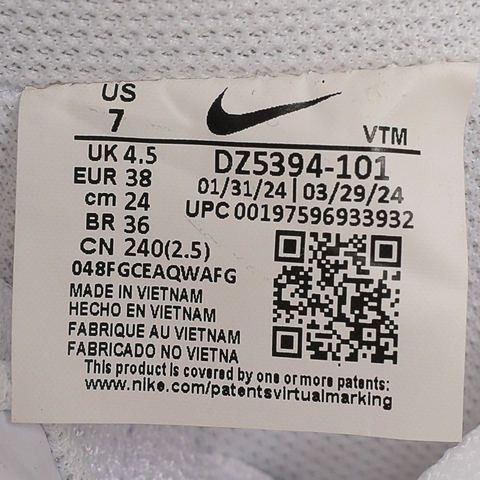 US
7
VTM
UK 4.5
EUR 38
cm 24
BR 36
CN 240(2.5)
DZ5394-101
01/31/24 | 03/29/24
UPC 00197596933932
048FGCEAQWAFG
MADE IN VIETNAM
HECHO EN VIETNAM
FABRIQUE AU VIETNAM
FABRICADO NO VIETNA
This product is covered by one or more patents:
www.nike.com/patentsvirtualmarking